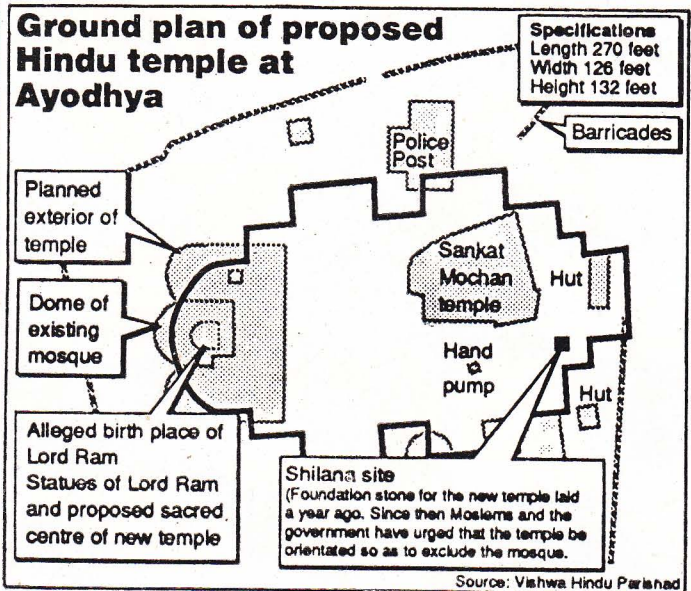 Ground plan of proposed
Hindu temple at
Ayodhya
Specifications
Length 270 feet
Width 126 feet
Height 132 feet
Barricades
Police
Post
Planned
exterior of
temple
Sankat
Mochan
temple
Hut
Dome of
existing
mosque
Hand
pump
Hut
Alleged birth place of
Lord Ram
Statues of Lord Ram
and proposed sacred
centre of new temple
Shilana site
(Foundation stone for the new temple laid
a year ago. Since then Moslems and the
government have urged that the temple be
orientated so as to exclude the mosque.
Source: Vishwa Hindu Parishad